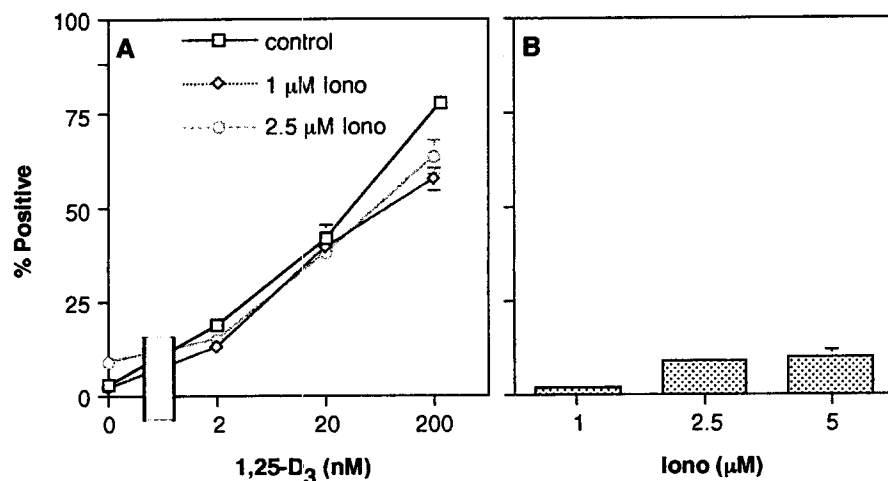 A
control
1 µM Iono
2.5 µM Iono
100
75
50
25
0
% Positive
0 2 20 200
1,25-D3 (nM)
B
1 2.5 5
Iono (µM)